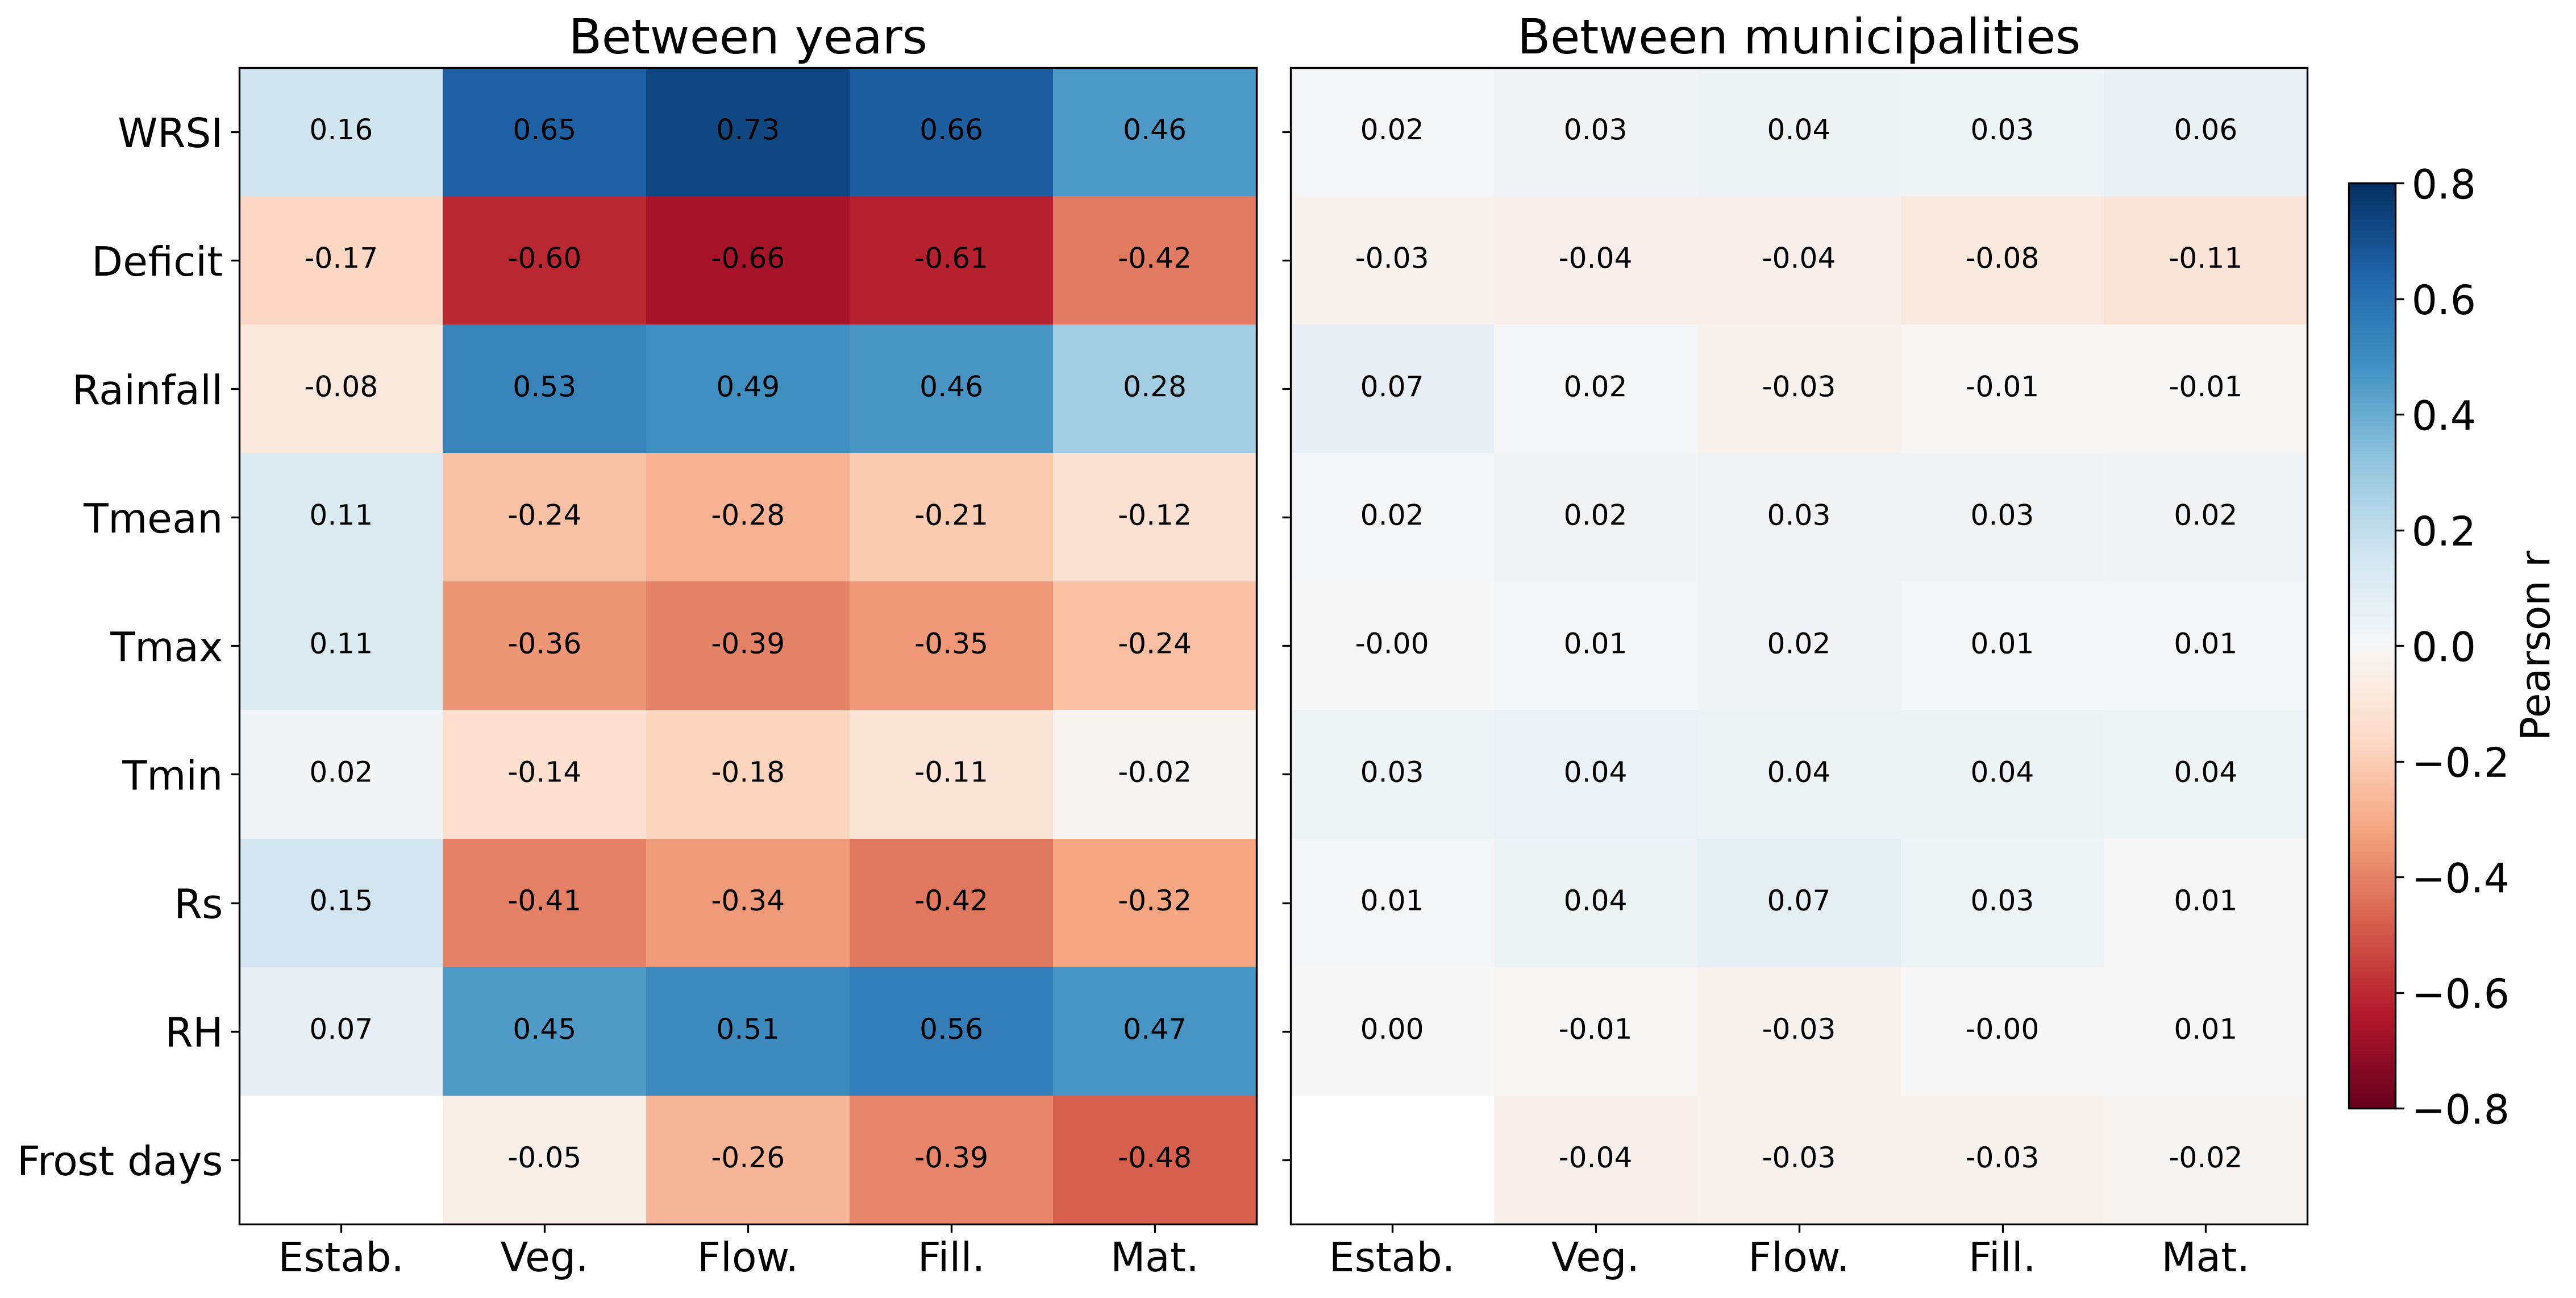 Between years
Between municipalities
WRSI 0.16 0.65 0.73 0.66 0.46 0.02 0.03 0.04 0.03 0.06
Deficit -0.17 -0.60 -0.66 -0.61 -0.42 -0.03 -0.04 -0.04 -0.08 -0.11
Rainfall -0.08 0.53 0.49 0.46 0.28 0.07 0.02 -0.03 -0.01 -0.01
Tmean 0.11 -0.24 -0.28 -0.21 -0.12 0.02 0.02 0.03 0.03 0.02
Tmax 0.11 -0.36 -0.39 -0.35 -0.24 -0.00 0.01 0.02 0.01 0.01
Tmin 0.02 -0.14 -0.18 -0.11 -0.02 0.03 0.04 0.04 0.04 0.04
Rs 0.15 -0.41 -0.34 -0.42 -0.32 0.01 0.04 0.07 0.03 0.01
RH 0.07 0.45 0.51 0.56 0.47 0.00 -0.01 -0.03 -0.00 0.01
Frost days -0.05 -0.26 -0.39 -0.48 -0.04 -0.03 -0.03 -0.02
Estab. Veg. Flow. Fill. Mat. Estab. Veg. Flow. Fill. Mat.
0.8
0.6
0.4
0.2
0.0
−0.2
−0.4
−0.6
−0.8
Pearson r